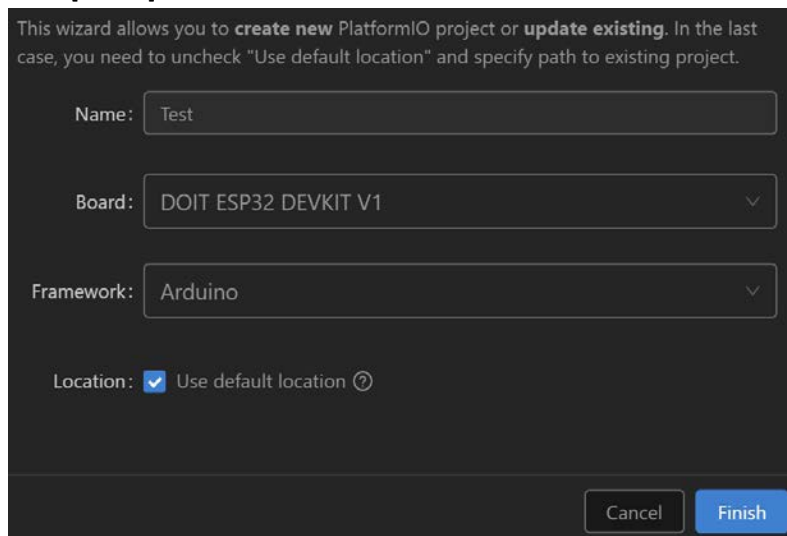 This wizard allows you to create new PlatformIO project or update existing. In the last
case, you need to uncheck "Use default location" and specify path to existing project.
Name: Test
Board: DOIT ESP32 DEVKIT V1
Framework: Arduino
Location: Use default location ?
Cancel Finish